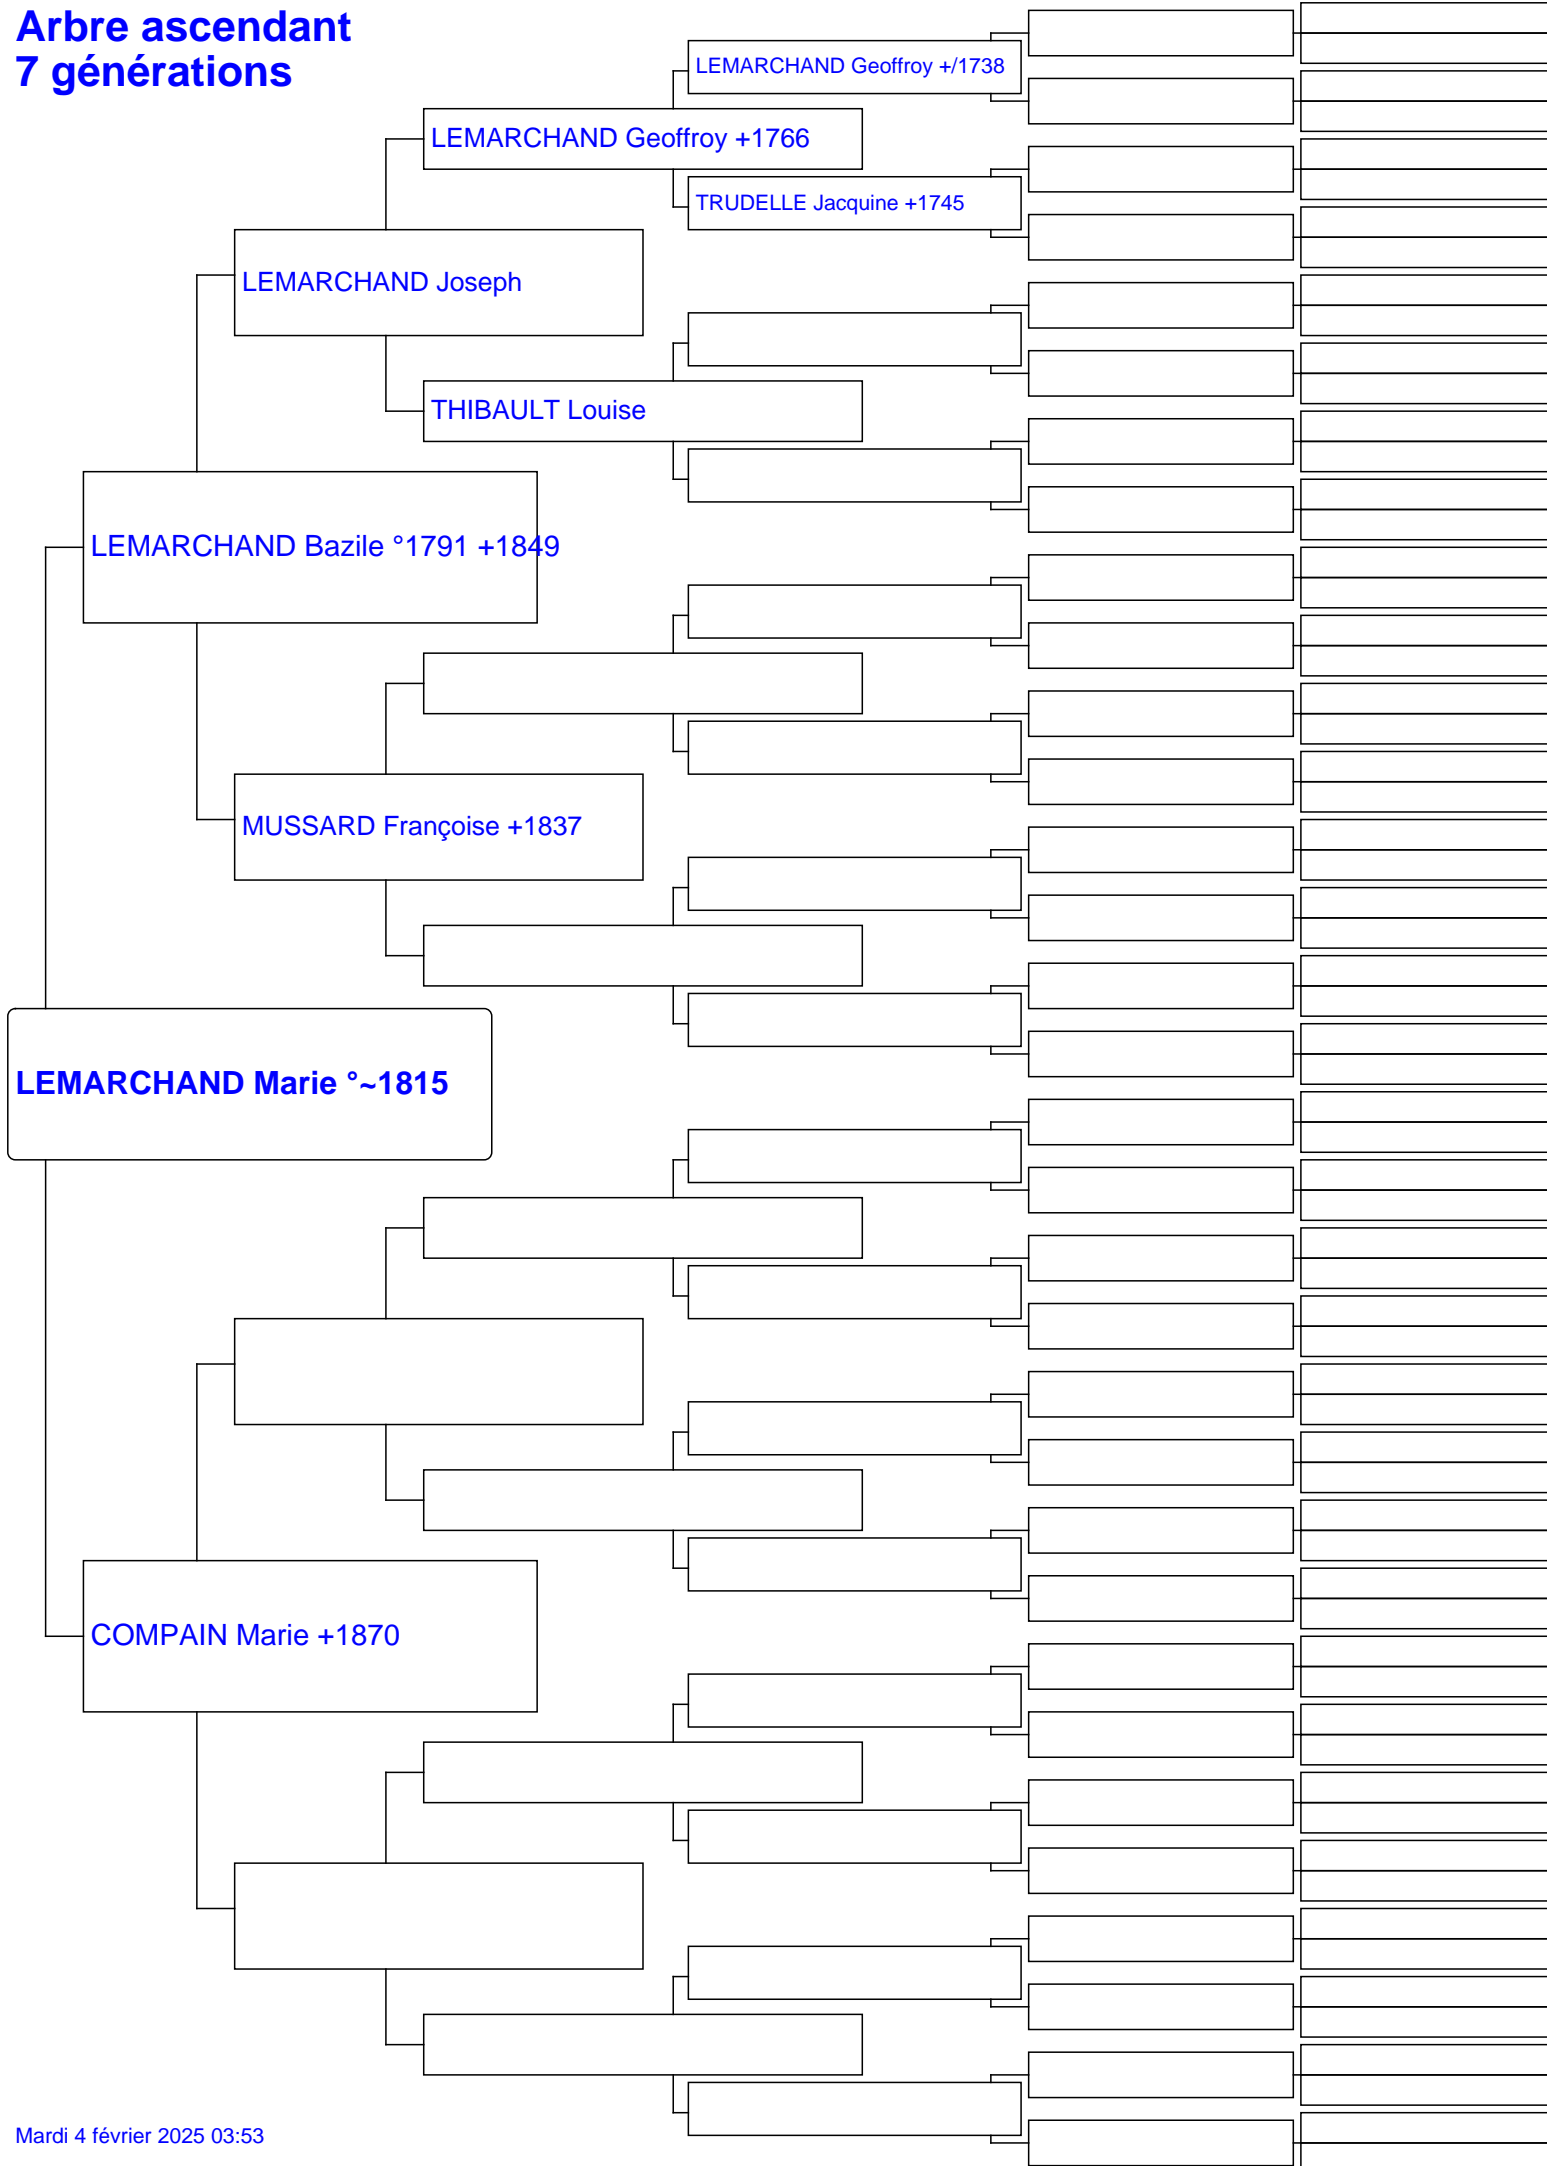 Arbre ascendant
7 générations
LEMARCHAND Geoffroy +/1738
LEMARCHAND Geoffroy +1766
TRUDELLE Jacquine +1745
LEMARCHAND Joseph
THIBAULT Louise
LEMARCHAND Bazile °1791 +1849
MUSSARD Françoise +1837
LEMARCHAND Marie °~1815
COMPAIN Marie +1870
Mardi 4 février 2025 03:53